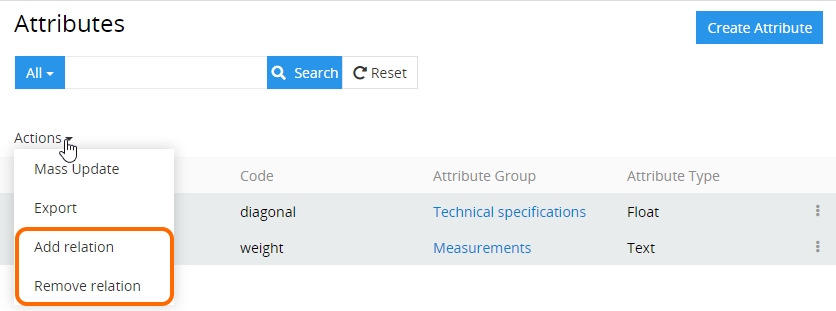 Attributes
Create Attribute
All
Search
Reset
Actions
Mass Update
Export
Add relation
Remove relation
Code Attribute Group Attribute Type
diagonal Technical specifications Float
weight Measurements Text